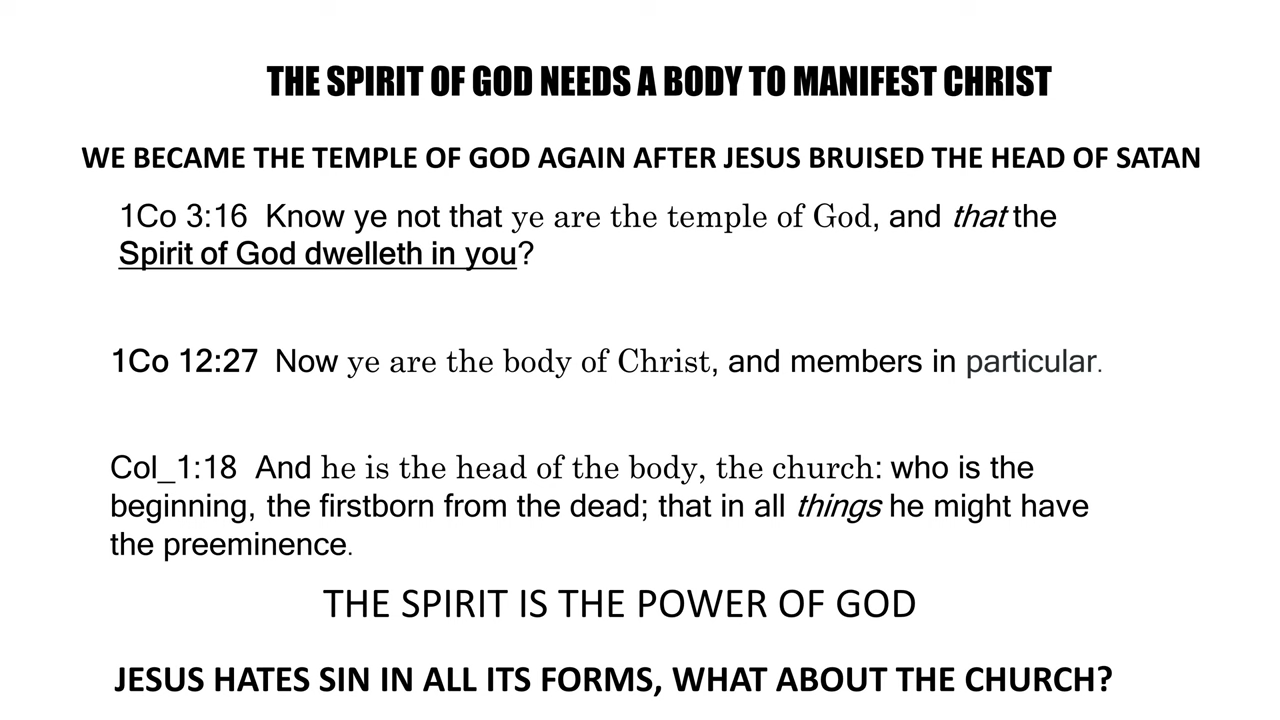 THE SPIRIT OF GOD NEEDS A BODY TO MANIFEST CHRIST
WE BECAME THE TEMPLE OF GOD AGAIN AFTER JESUS BRUISED THE HEAD OF SATAN
1Co 3:16 Know ye not that ye are the temple of God, and that the
Spirit of God dwelleth in you?
1Co 12:27 Now ye are the body of Christ, and members in particular.
Col_1:18 And he is the head of the body, the church: who is the
beginning, the firstborn from the dead; that in all things he might have
the preeminence.
THE SPIRIT IS THE POWER OF GOD
JESUS HATES SIN IN ALL ITS FORMS, WHAT ABOUT THE CHURCH?